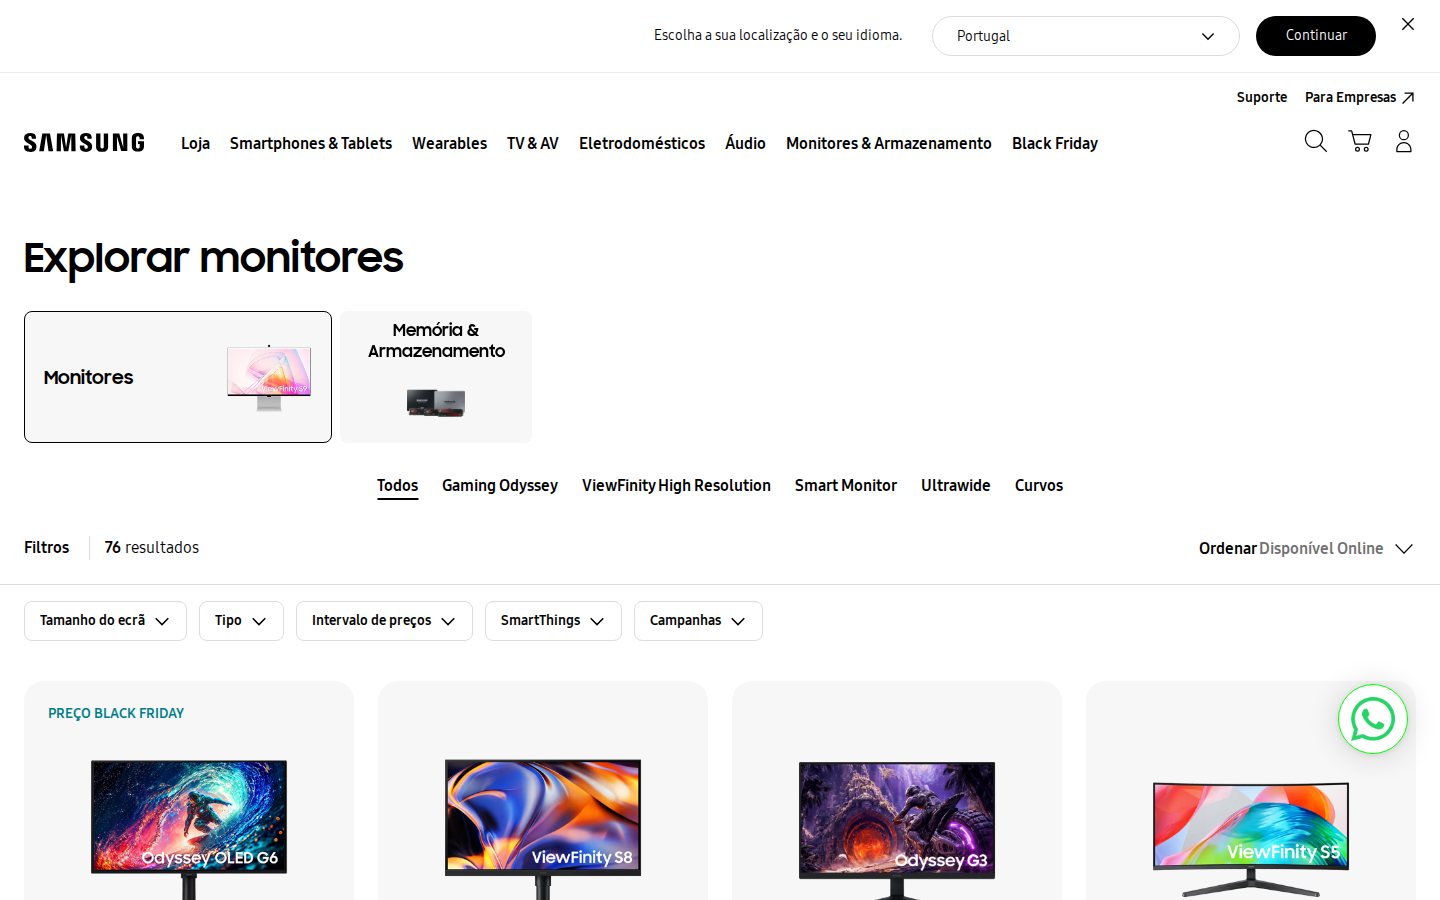 Escolha a sua localização e o seu idioma.
Portugal
Continuar
Suporte
Para Empresas
SAMSUNG
Loja
Smartphones & Tablets
Wearables
TV & AV
Eletrodomésticos
Áudio
Monitores & Armazenamento
Black Friday
Explorar monitores
Monitores
ViewFinity S9
Memória &
Armazenamento
Todos
Gaming Odyssey
ViewFinity High Resolution
Smart Monitor
Ultrawide
Curvos
Filtros
76 resultados
Ordenar Disponível Online
Tamanho do ecrã
Tipo
Intervalo de preços
SmartThings
Campanhas
PREÇO BLACK FRIDAY
Odyssey OLED G6
ViewFinity S8
Odyssey G3
ViewFinity S5